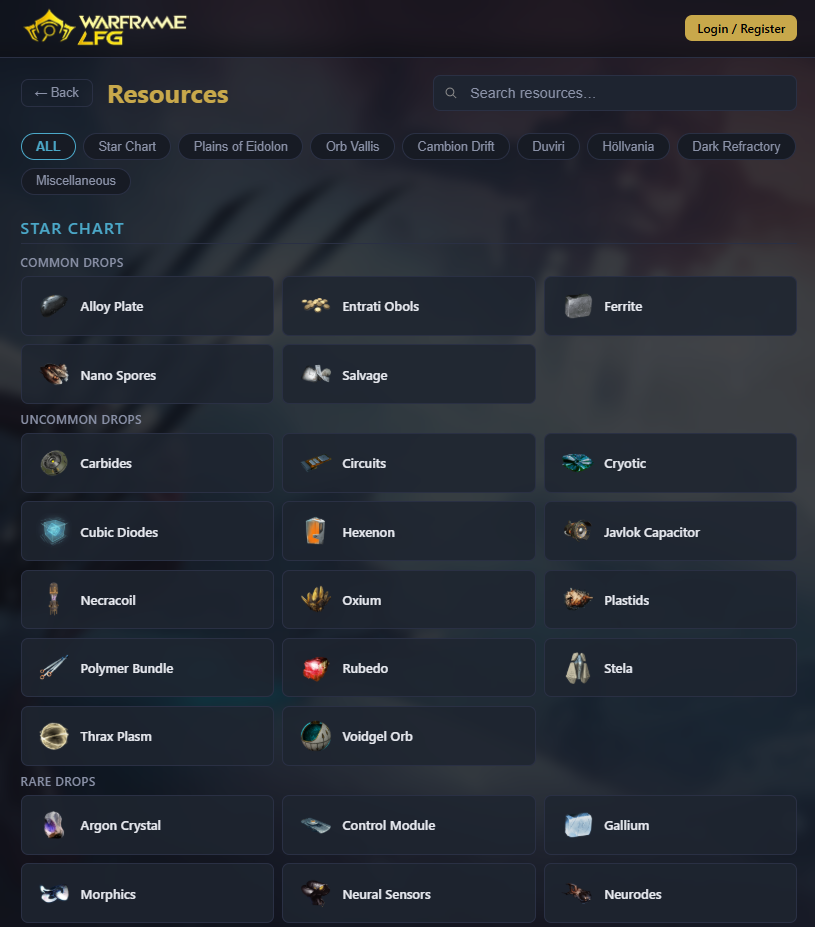 WARFRAME
LFG
Login / Register
← Back
Resources
Search resources...
ALL
Star Chart
Plains of Eidolon
Orb Vallis
Cambion Drift
Duviri
Höllvania
Dark Refractory
Miscellaneous
STAR CHART
COMMON DROPS
Alloy Plate
Entrati Obols
Ferrite
Nano Spores
Salvage
UNCOMMON DROPS
Carbides
Circuits
Cryotic
Cubic Diodes
Hexenon
Javlok Capacitor
Necracoil
Oxium
Plastids
Polymer Bundle
Rubedo
Stela
Thrax Plasm
Voidgel Orb
RARE DROPS
Argon Crystal
Control Module
Gallium
Morphics
Neural Sensors
Neurodes